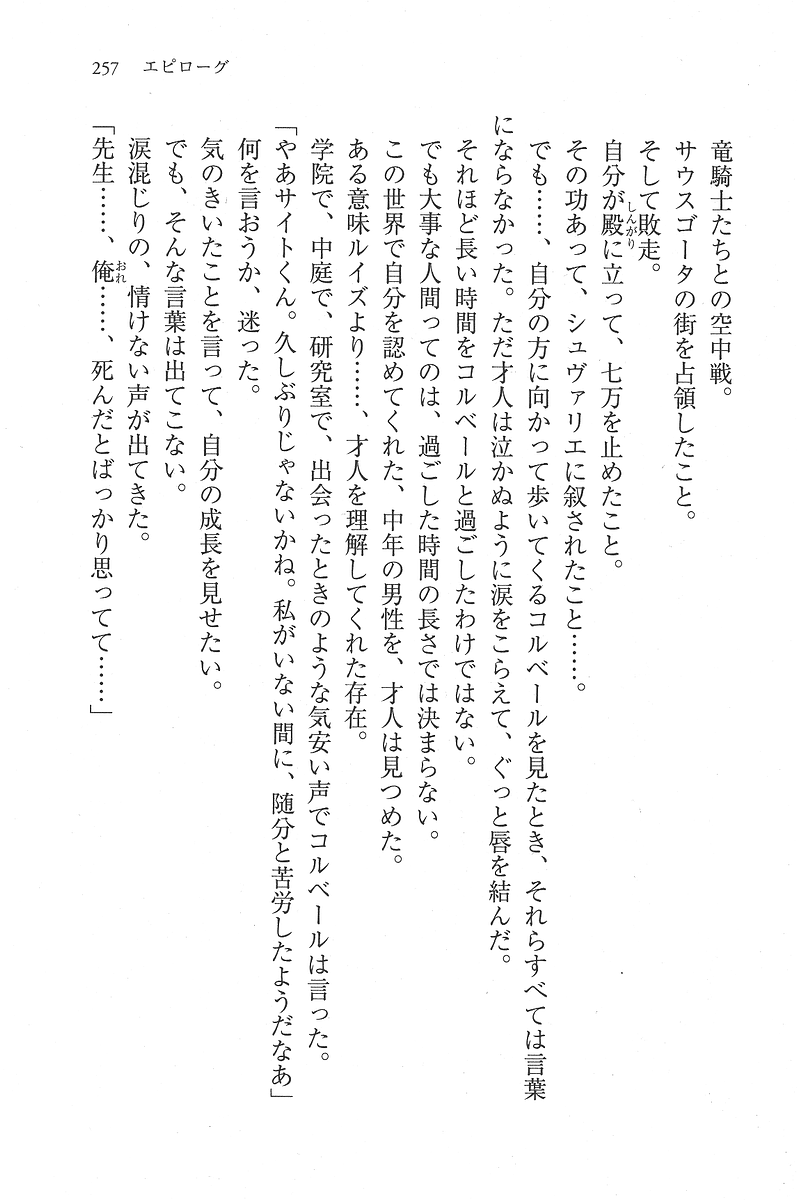 257 エピローグ
竜騎士たちとの空中戦。
サウスゴータの街を占領したこと。
そして敗走。
自分が殿に立って、七万を止めたこと。
しんがり
その功あって、シュヴァリエに叙されたこと……。
でも……、自分の方に向かって歩いてくるコルベールを見たとき、それらすべては言葉
にならなかった。ただ才人は泣かぬように涙をこらえて、ぐっと唇を結んだ。
それほど長い時間をコルベールと過ごしたわけではない。
でも大事な人間ってのは、過ごした時間の長さでは決まらない。
この世界で自分を認めてくれた、中年の男性を、才人は見つめた。
ある意味ルイズより……、才人を理解してくれた存在。
学院で、中庭で、研究室で、出会ったときのような気安い声でコルベールは言った。
「やあサイトくん。久しぶりじゃないかね。私がいない間に、随分と苦労したようだなあ」
何を言おうか、迷った。
気のきいたことを言って、自分の成長を見せたい。
でも、そんな言葉は出てこない。
涙混じりの、情けない声が出てきた。
「先生……、俺……、死んだとばっかり思ってて……」
おれ